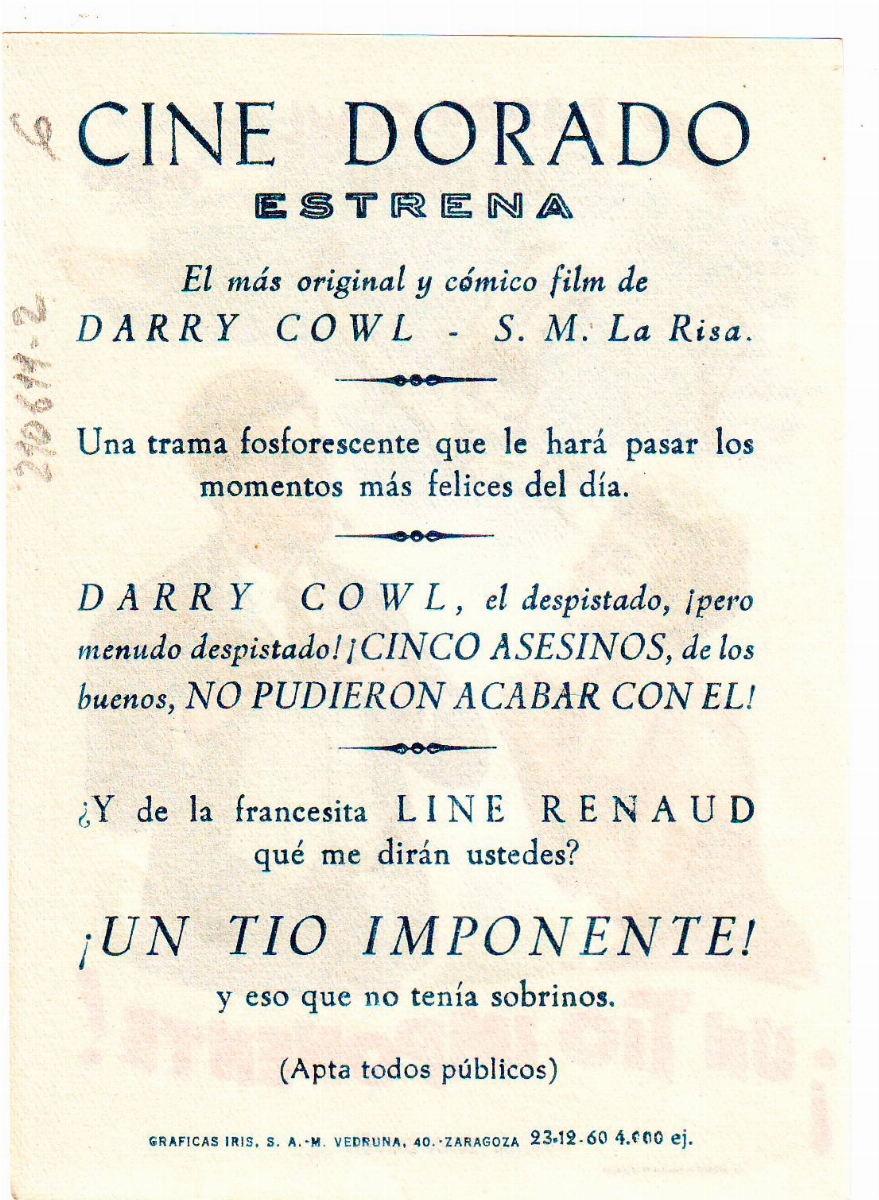 CINE DORADO
ESTRENA
El más original y cómico film de
DARRY COWL - S. M. La Risa.
Una trama fosforescente que le hará pasar los
momentos más felices del día.
DARRY COWL, el despistado, ¡pero
menudo despistado! ¡CINCO ASESINOS, de los
buenos, NO PUDIERON ACABAR CON EL!
¿Y de la francesita LINE RENAUD
qué me dirán ustedes?
¡UN TIO IMPONENTE!
y eso que no tenía sobrinos.
(Apta todos públicos)
GRAFICAS IRIS, S. A.-M. VEDRUNA, 40.-ZARAGOZA 23-12-60 4.000 ej.
6